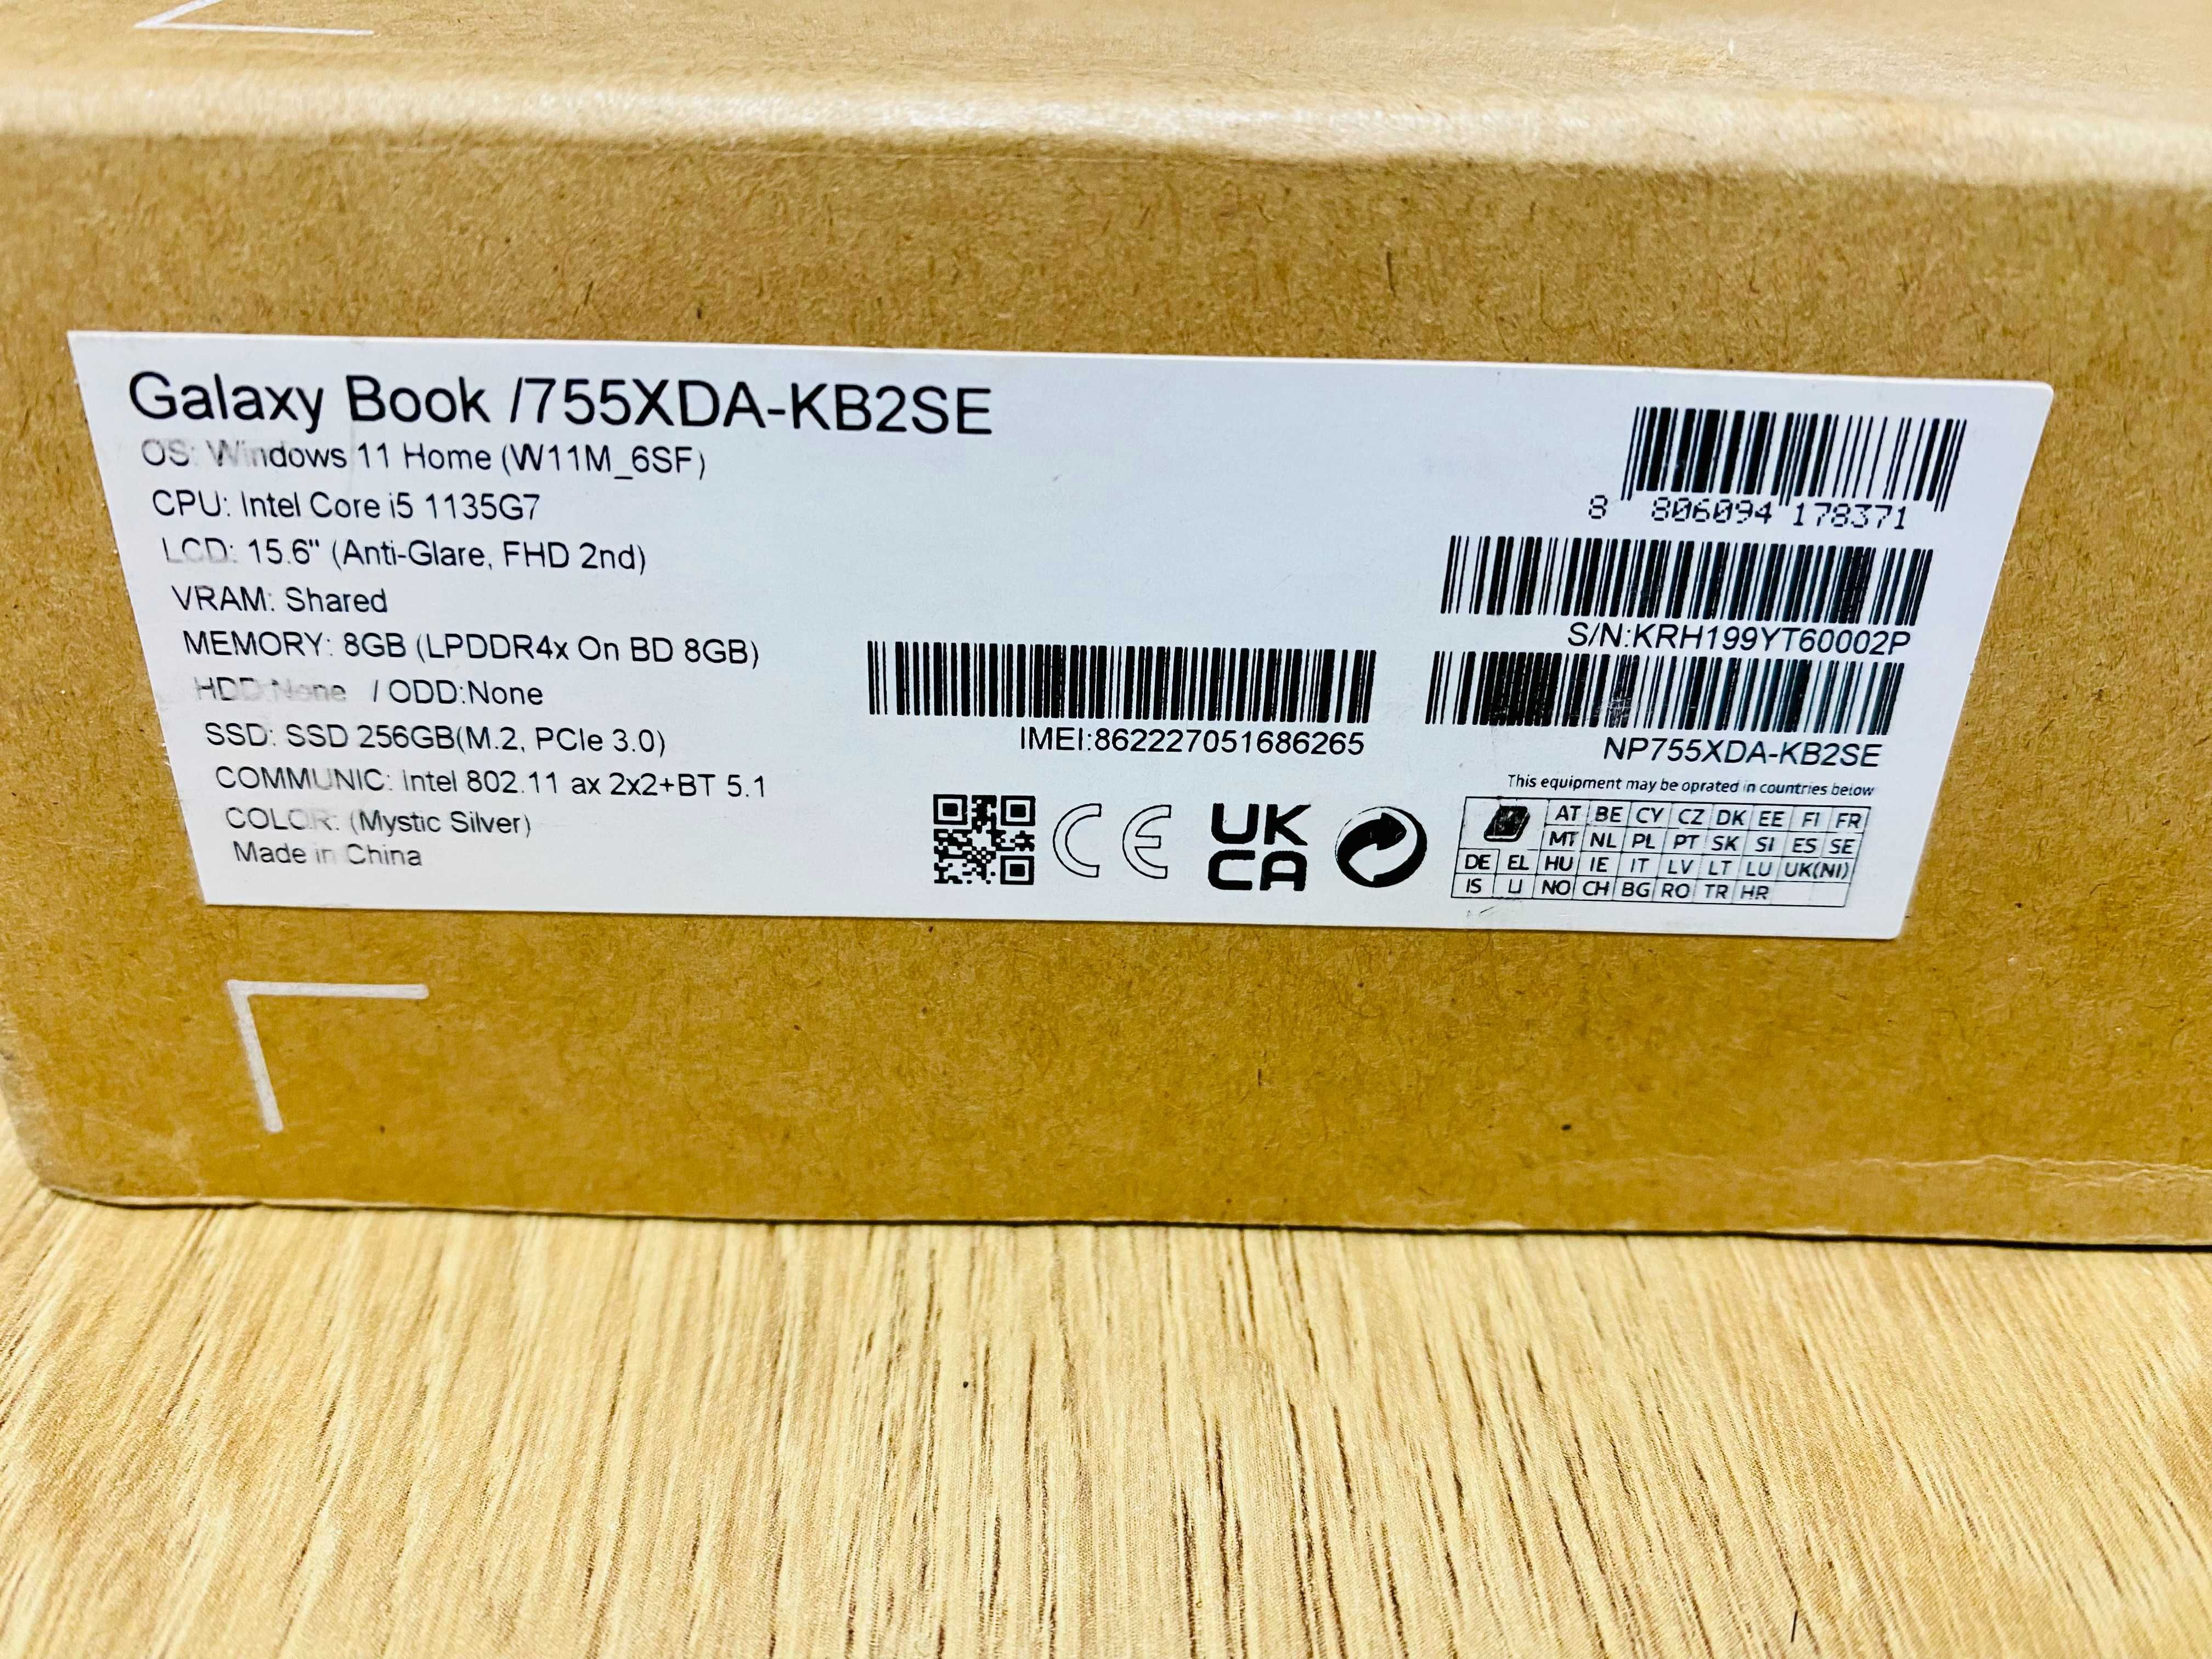 Galaxy Book /755XDA-KB2SE
OS: Windows 11 Home (W11M_6SF)
CPU: Intel Core i5 1135G7
LCD: 15.6" (Anti-Glare, FHD 2nd)
VRAM: Shared
MEMORY: 8GB (LPDDR4x On BD 8GB)
HDD:None / ODD:None
SSD: SSD 256GB(M.2, PCIe 3.0)
COMMUNIC: Intel 802.11 ax 2x2+BT 5.1
COLOR: (Mystic Silver)
Made in China
IMEI:862227051686265
CE
UK
CA
8 806094 178371
S/N:KRH199YT60002P
NP755XDA-KB2SE
This equipment may be oprated in countries below
AT BE CY CZ DK EE FI FR
MT NL PL PT SK SI ES SE
DE EL HU IE IT LV LT LU UK(NI)
IS LI NO CH BG RO TR HR